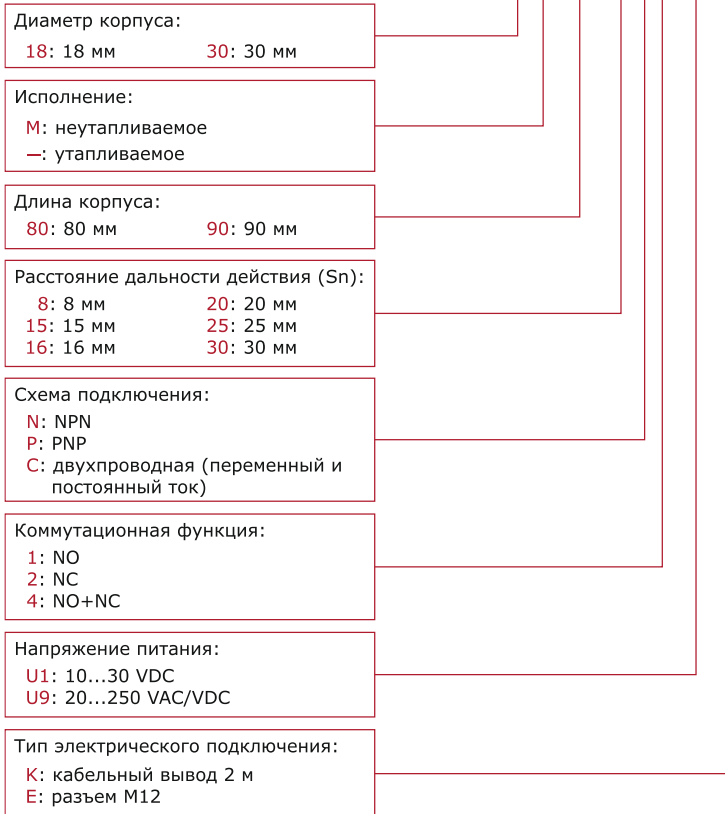 Диаметр корпуса:
18: 18 мм 30: 30 мм
Исполнение:
М: неутапливаемое
—: утапливаемое
Длина корпуса:
80: 80 мм 90: 90 мм
Расстояние дальности действия (Sn):
8: 8 мм 20: 20 мм
15: 15 мм 25: 25 мм
16: 16 мм 30: 30 мм
Схема подключения:
N: NPN
P: PNP
C: двухпроводная (переменный и
постоянный ток)
Коммутационная функция:
1: NO
2: NC
4: NO+NC
Напряжение питания:
U1: 10...30 VDC
U9: 20...250 VAC/VDC
Тип электрического подключения:
K: кабельный вывод 2 м
E: разъем М12